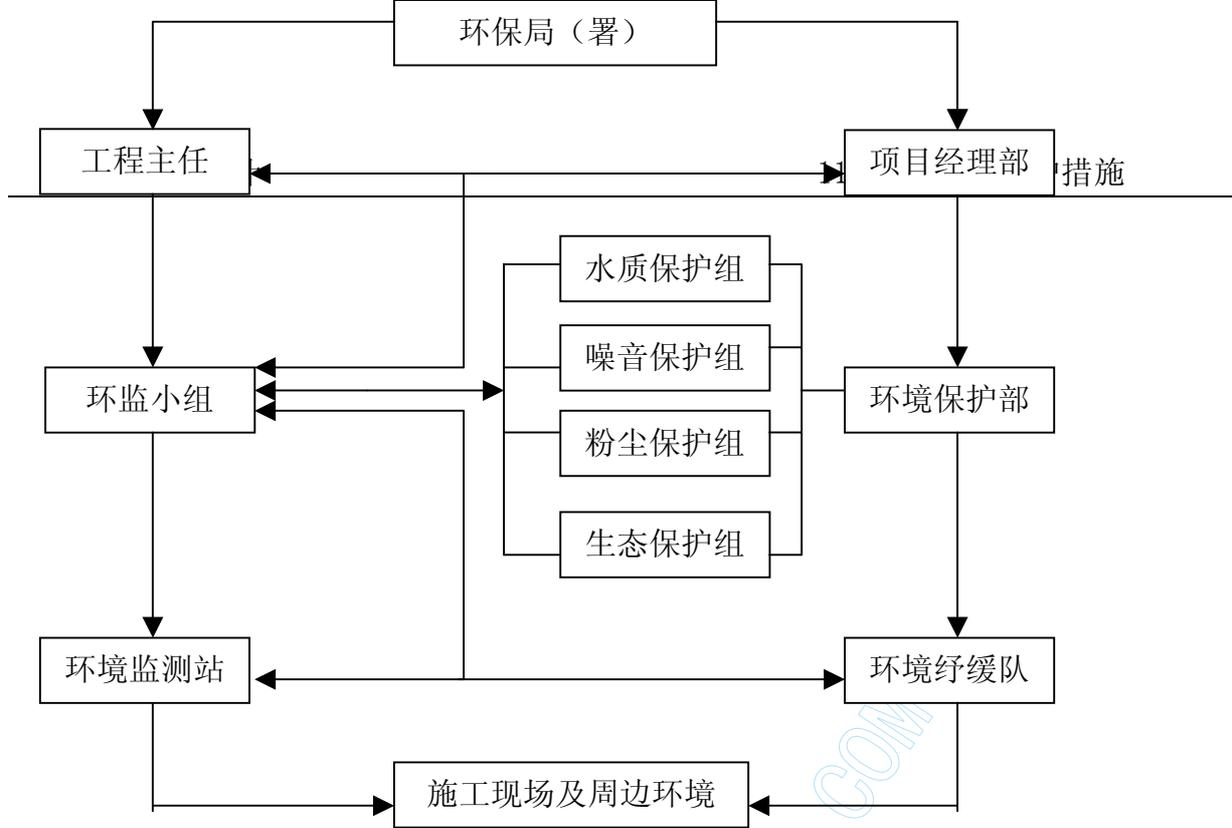 环保局（署）
工程主任
项目经理部
措施
水质保护组
噪音保护组
环监小组
环境保护部
粉尘保护组
生态保护组
环境监测站
环境纾缓队
COM
施工现场及周边环境